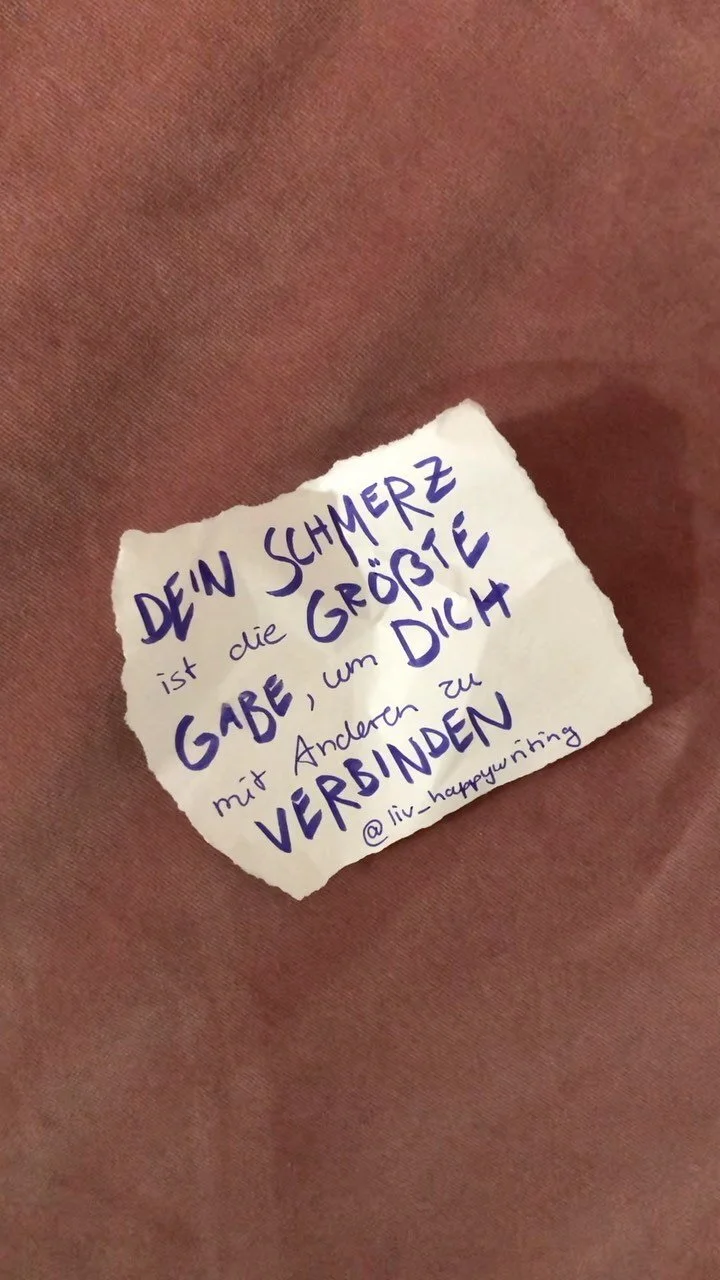 DEIN SCHMERZ
ist die GRÖßTE
GABE, um DICH
mit Anderen zu
VERBINDEN
@liv_happywriting